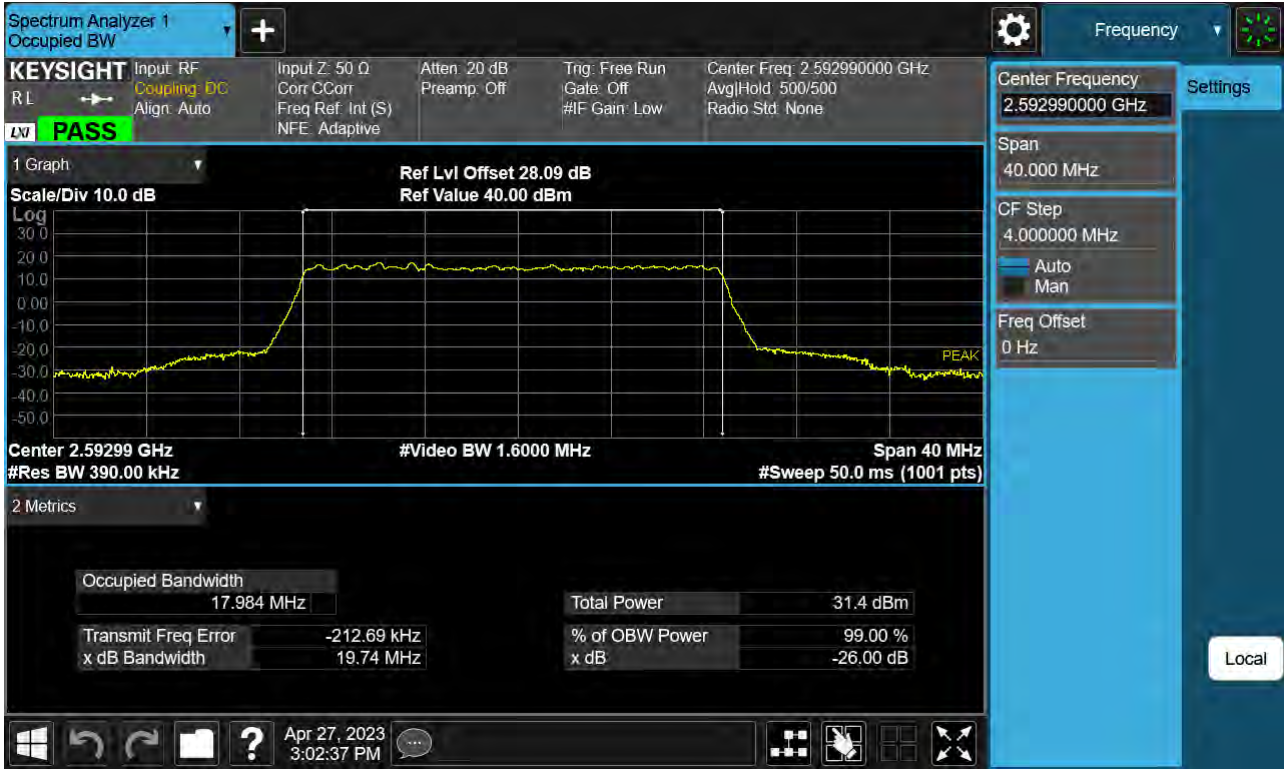 Spectrum Analyzer 1
Occupied BW
+
Frequency
KEYSIGHT
RL
LXI
PASS
Input: RF
Coupling: DC
Align: Auto
Input Z: 50 Ω
Corr CCorr
Freq Ref: Int (S)
NFE: Adaptive
Atten: 20 dB
Preamp: Off
Trig: Free Run
Gate: Off
#IF Gain: Low
Center Freq: 2.592990000 GHz
Avg|Hold: 500/500
Radio Std: None
1 Graph
Scale/Div 10.0 dB
Ref Lvl Offset 28.09 dB
Ref Value 40.00 dBm
Log
30.0
20.0
10.0
0.00
-10.0
-20.0
-30.0
-40.0
-50.0
PEAK
Center 2.59299 GHz
#Video BW 1.6000 MHz
Span 40 MHz
#Res BW 390.00 kHz
#Sweep 50.0 ms (1001 pts)
2 Metrics
Occupied Bandwidth
17.984 MHz
Total Power 31.4 dBm
Transmit Freq Error -212.69 kHz
% of OBW Power 99.00 %
x dB Bandwidth 19.74 MHz
x dB -26.00 dB
Center Frequency
2.592990000 GHz
Settings
Span
40.000 MHz
CF Step
4.000000 MHz
Auto
Man
Freq Offset
0 Hz
Local
?
Apr 27, 2023
3:02:37 PM